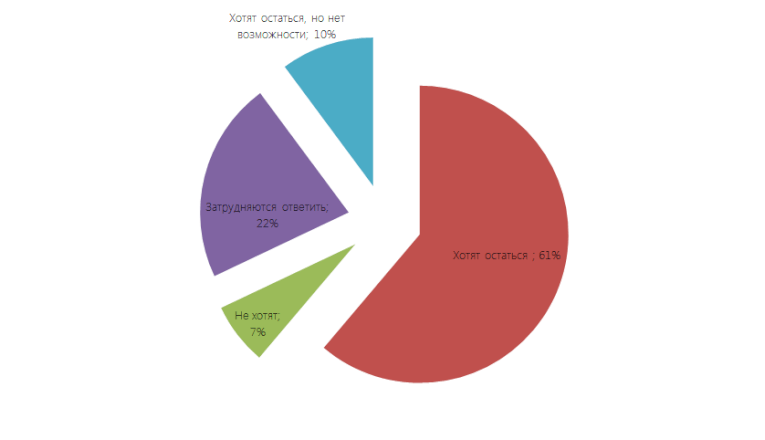 Хотят остаться, но нет
возможности; 10%
Затрудняются ответить;
22%
Хотят остаться ; 61%
Не хотят;
7%